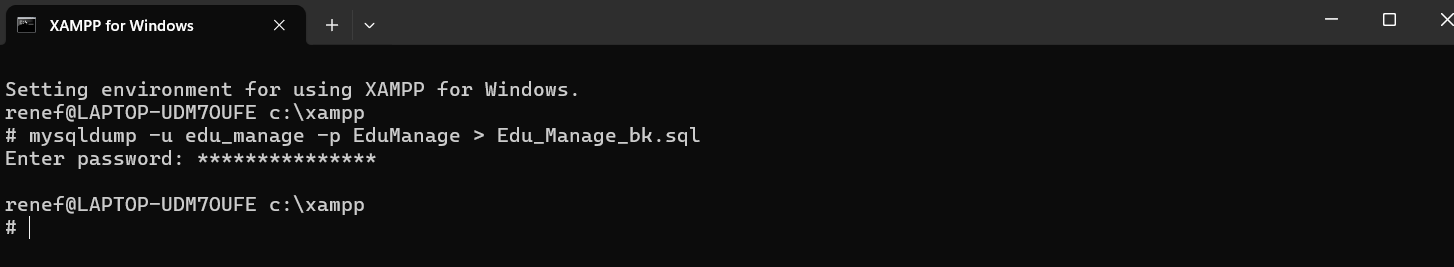 XAMPP for Windows
Setting environment for using XAMPP for Windows.
renef@LAPTOP-UDM7OUFE c:\xampp
# mysqldump -u edu_manage -p EduManage > Edu_Manage_bk.sql
Enter password: ***************
renef@LAPTOP-UDM7OUFE c:\xampp
#